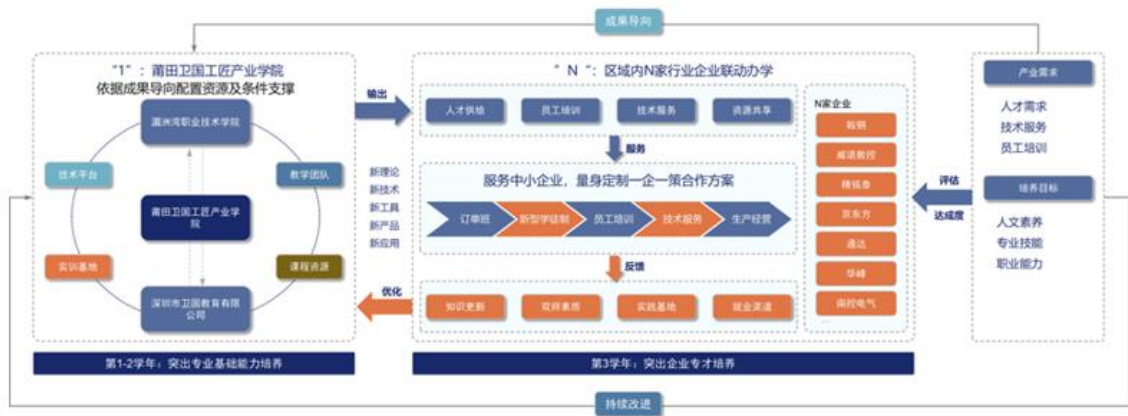 成果导向
“1”：莆田卫国工匠产业学院
依据成果导向配置资源及条件支撑
湄洲湾职业技术学院
技术平台
教学团队
莆田卫国工匠产业学
院
实训基地
课程资源
深圳市卫国教育有限
公司
第1-2学年：突出专业基础能力培养
输出
新理论
新技术
新工具
新产品
新应用
优化
“ N “：区域内N家行业企业联动办学
人才供给
员工培训
技术服务
资源共享
服务
服务中小企业，量身定制一企一策合作方案
订单班
新型学徒制
员工培训
技术服务
生产经营
反馈
知识更新
双师素质
实践基地
就业渠道
N家企业
鞍钢
威诺数控
京东方
通达
华峰
第3学年：突出企业专才培养
评估
达成度
产业需求
人才需求
技术服务
员工培训
培养目标
人文素养
专业技能
职业能力
持续改进